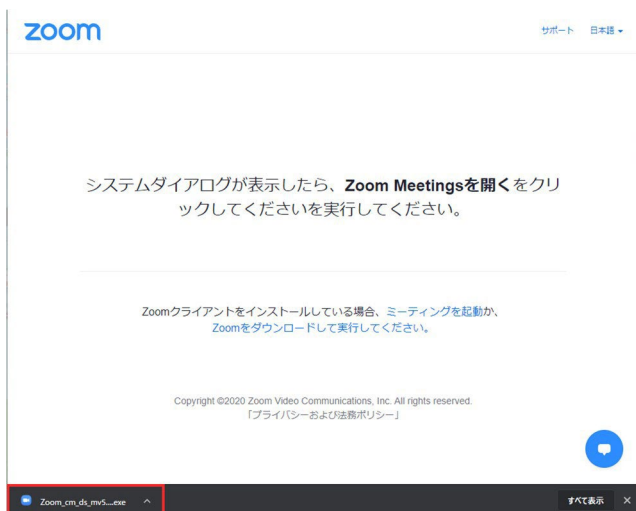 zoom
サポート 日本語
システムダイアログが表示したら、Zoom Meetingsを開くをクリ
ックしてくださいを実行してください。
Zoomクライアントをインストールしている場合、ミーティングを起動か、
Zoomをダウンロードして実行してください。
Copyright ©2020 Zoom Video Communications, Inc. All rights reserved.
「プライバシーおよび法務ポリシー」
Zoom_cm_ds_mv5....exe すべて表示